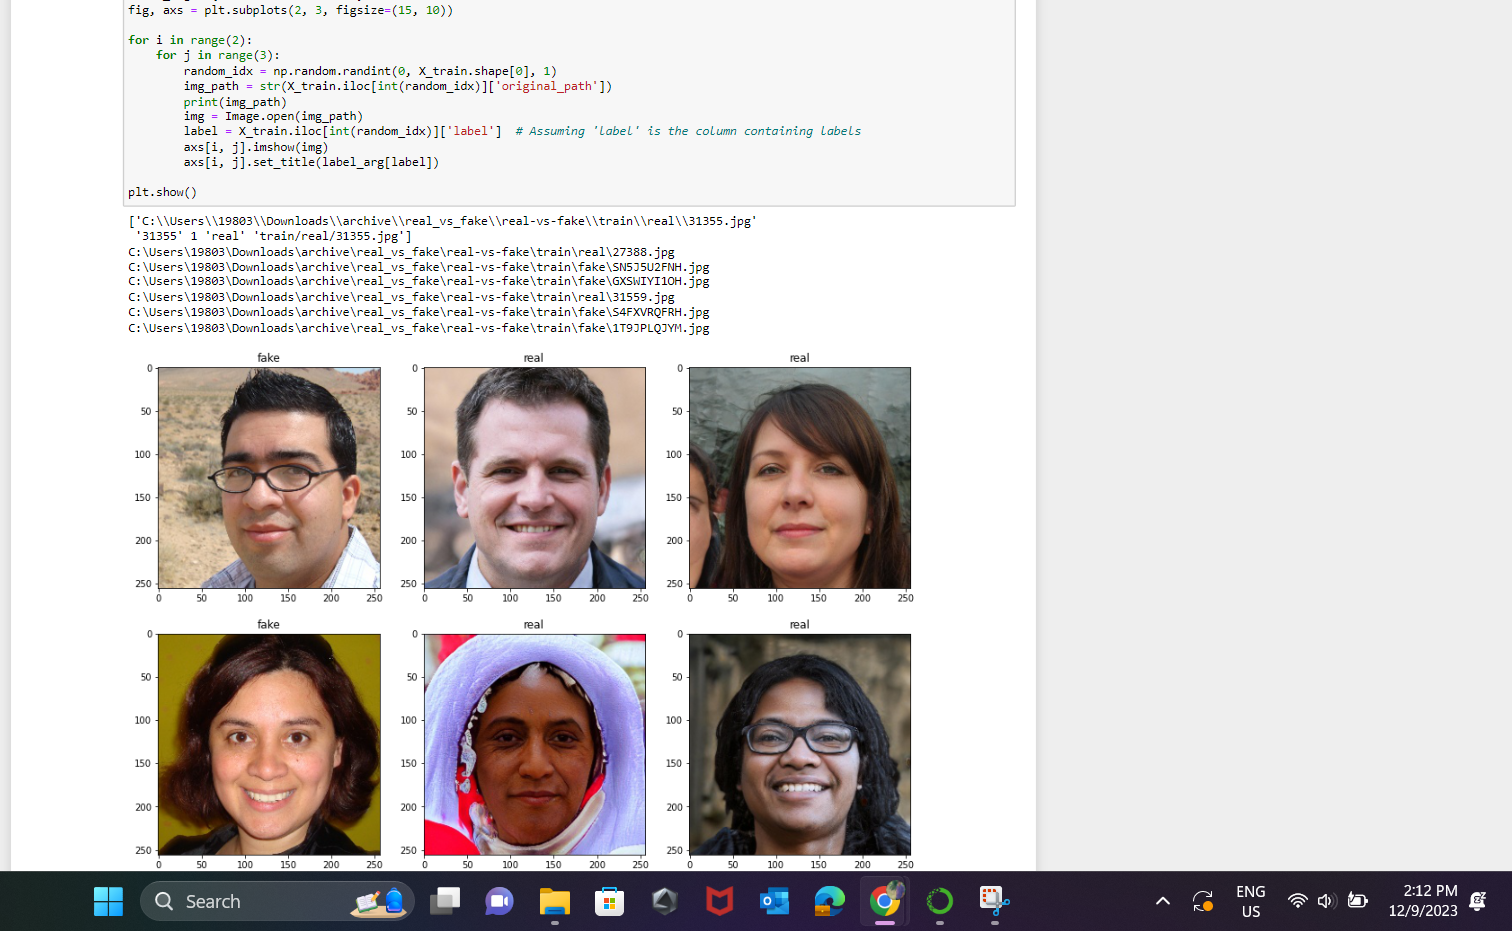 fig, axs = plt.subplots(2, 3, figsize=(15, 10))
for i in range(2):
for j in range(3):
random_idx = np.random.randint(0, X_train.shape[0], 1)
img_path = str(X_train.iloc[int(random_idx)]['original_path'])
print(img_path)
img = Image.open(img_path)
label = X_train.iloc[int(random_idx)]['label']  # Assuming 'label' is the column containing labels
axs[i, j].imshow(img)
axs[i, j].set_title(label_arg[label])
plt.show()
['C:\\Users\\19803\\Downloads\\archive\\real_vs_fake\\real-vs-fake\\train\\real\\31355.jpg'
'31355' 1 'real' 'train/real/31355.jpg']
C:\Users\19803\Downloads\archive\real_vs_fake\real-vs-fake\train\real\27388.jpg
C:\Users\19803\Downloads\archive\real_vs_fake\real-vs-fake\train\fake\SN5J5U2FNH.jpg
C:\Users\19803\Downloads\archive\real_vs_fake\real-vs-fake\train\fake\GXSWIYI1OH.jpg
C:\Users\19803\Downloads\archive\real_vs_fake\real-vs-fake\train\real\31559.jpg
C:\Users\19803\Downloads\archive\real_vs_fake\real-vs-fake\train\fake\S4FXVRQFRH.jpg
C:\Users\19803\Downloads\archive\real_vs_fake\real-vs-fake\train\fake\1T9JPLQJYM.jpg
fake real real
0 0 0
50 50 50
100 100 100
150 150 150
200 200 200
250 250 250
0 50 100 150 200 250 0 50 100 150 200 250 0 50 100 150 200 250
fake real real
0 0 0
50 50 50
100 100 100
150 150 150
200 200 200
250 250 250
0 50 100 150 200 250 0 50 100 150 200 250 0 50 100 150 200 250
Search
ENG
US
2:12 PM
12/9/2023